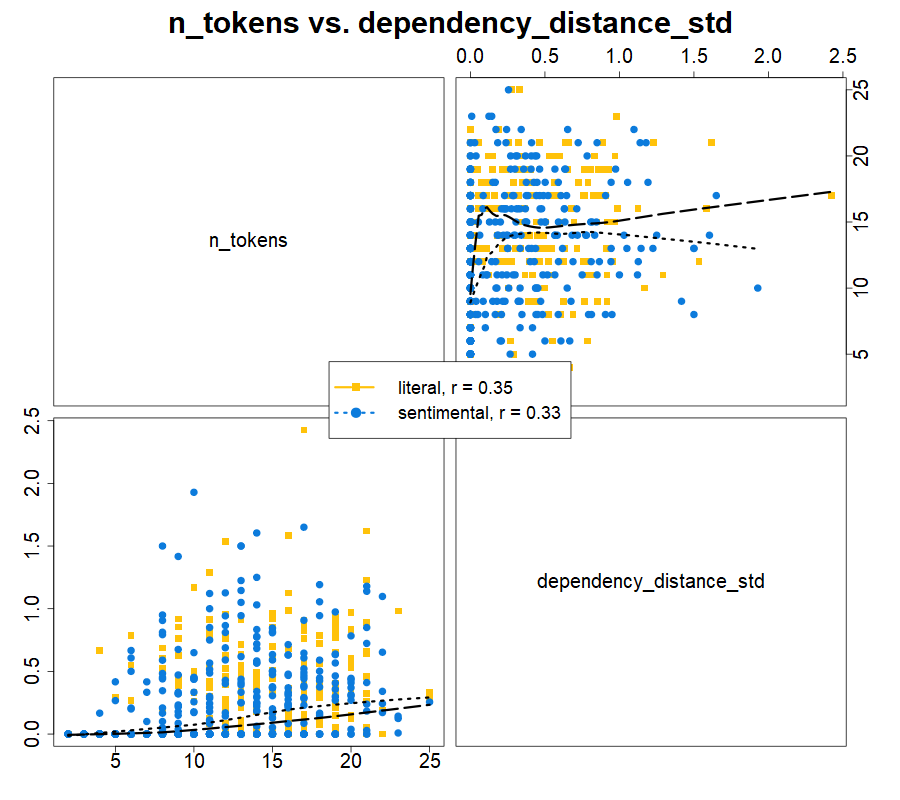 n_tokens vs. dependency_distance_std
0.0 0.5 1.0 1.5 2.0 2.5
n_tokens
25
20
15
10
5
literal, r = 0.35
sentimental, r = 0.33
2.5
2.0
1.5
1.0
0.5
0.0
dependency_distance_std
5 10 15 20 25